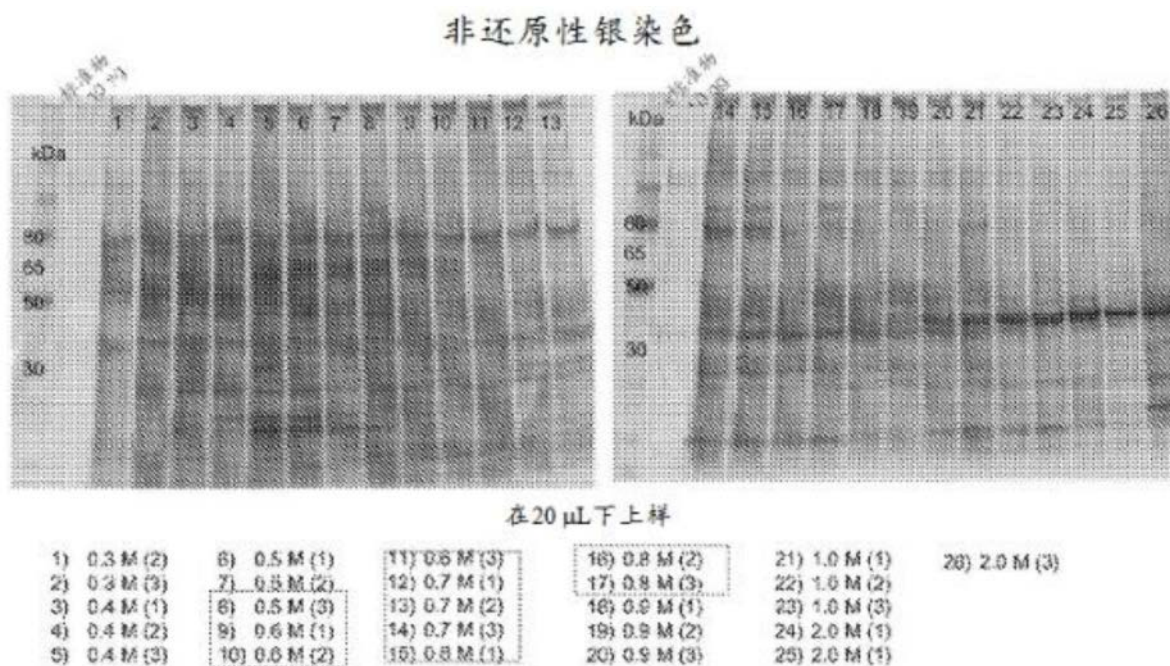 非还原性银染色
标准物
1 2 3 4 5 6 7 8 9 10 11 12 13
kDa
80
65
50
30
标准物
14 15 16 17 18 19 20 21 22 23 24 25 26
kDa
65
50
30
在20 μL下上样
1) 0.3 M (2) 6) 0.5 M (1) 11) 0.6 M (3) 16) 0.8 M (2) 21) 1.0 M (1) 26) 2.0 M (3)
2) 0.3 M (3) 7) 0.5 M (2) 12) 0.7 M (1) 17) 0.8 M (3) 22) 1.0 M (2)
3) 0.4 M (1) 8) 0.5 M (3) 13) 0.7 M (2) 18) 0.9 M (1) 23) 1.0 M (3)
4) 0.4 M (2) 9) 0.6 M (1) 14) 0.7 M (3) 19) 0.9 M (2) 24) 2.0 M (1)
5) 0.4 M (3) 10) 0.6 M (2) 15) 0.8 M (1) 20) 0.9 M (3) 25) 2.0 M (1)